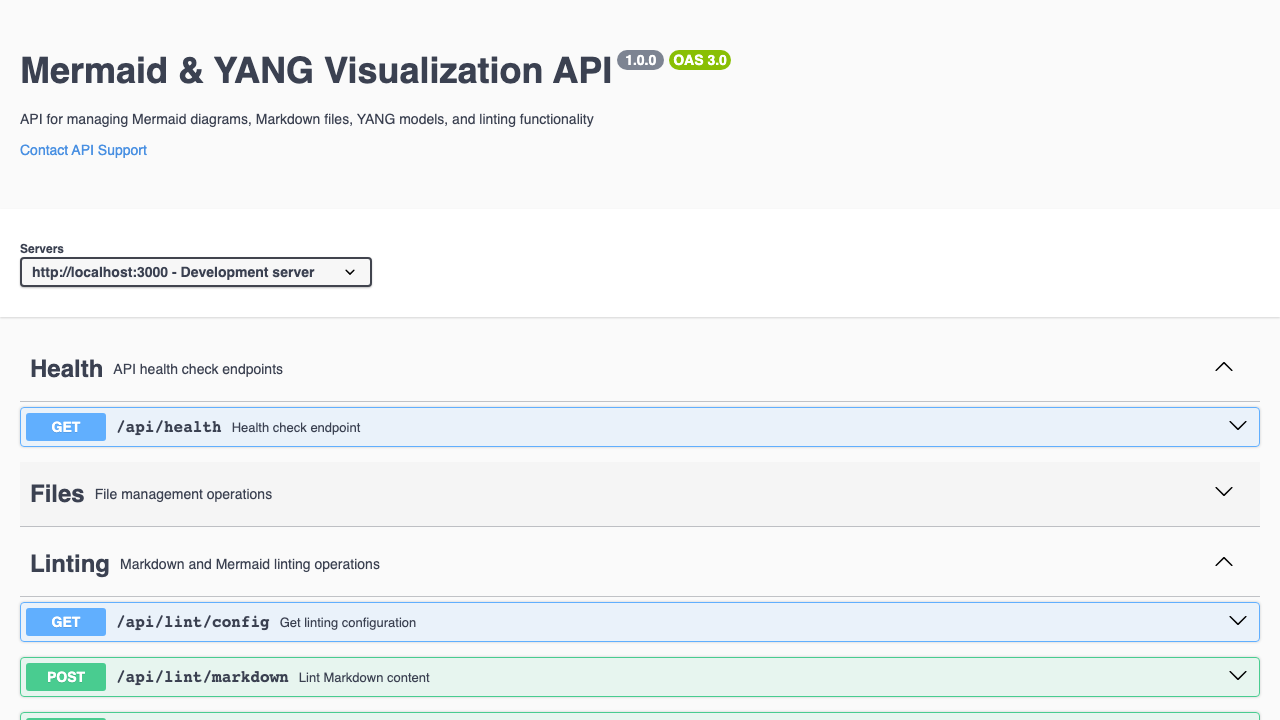 Mermaid & YANG Visualization API 1.0.0 OAS 3.0
API for managing Mermaid diagrams, Markdown files, YANG models, and linting functionality
Contact API Support
Servers
http://localhost:3000 - Development server
Health API health check endpoints
GET /api/health Health check endpoint
Files File management operations
Linting Markdown and Mermaid linting operations
GET /api/lint/config Get linting configuration
POST /api/lint/markdown Lint Markdown content